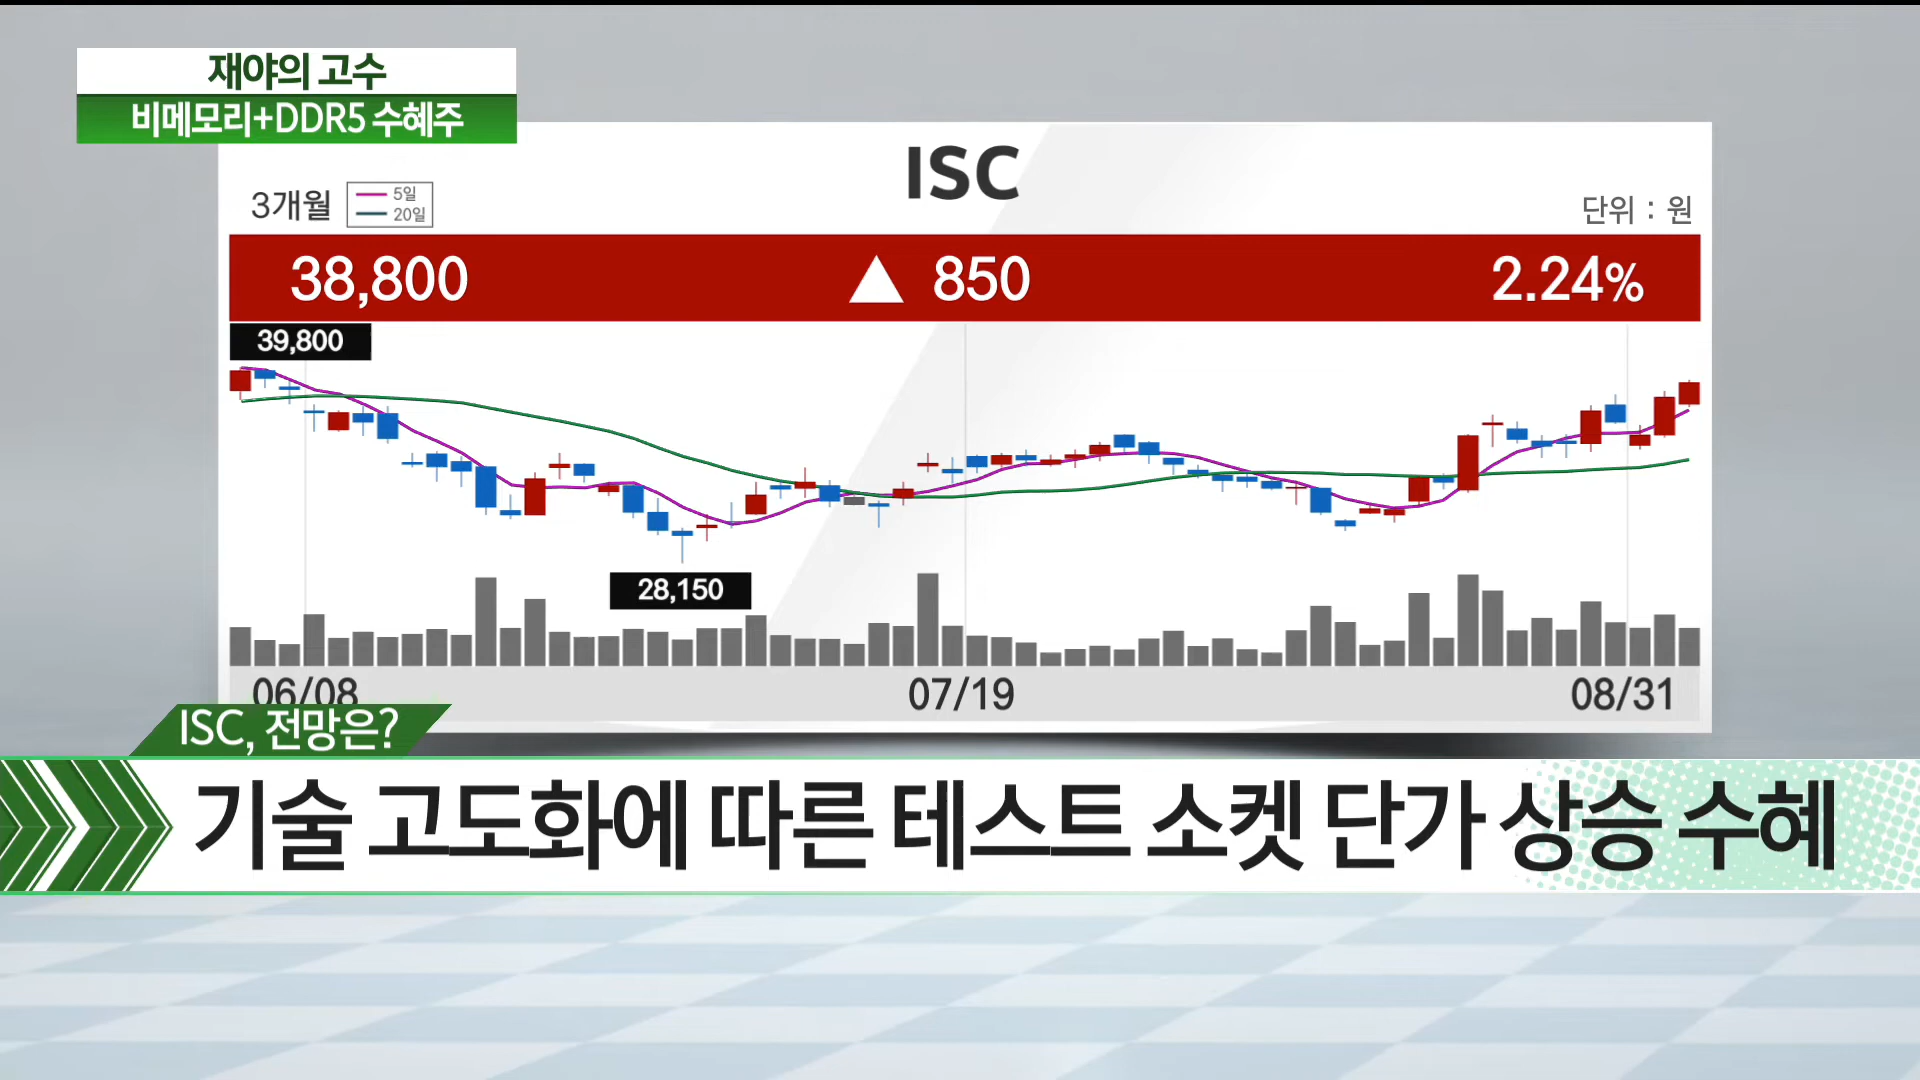 재야의 고수
비메모리+DDR5 수혜주
ISC
3개월
5일
20일
단위 : 원
38,800 ▲ 850 2.24%
39,800
28,150
06/08 07/19 08/31
ISC, 전망은?
기술 고도화에 따른 테스트 소켓 단가 상승 수혜